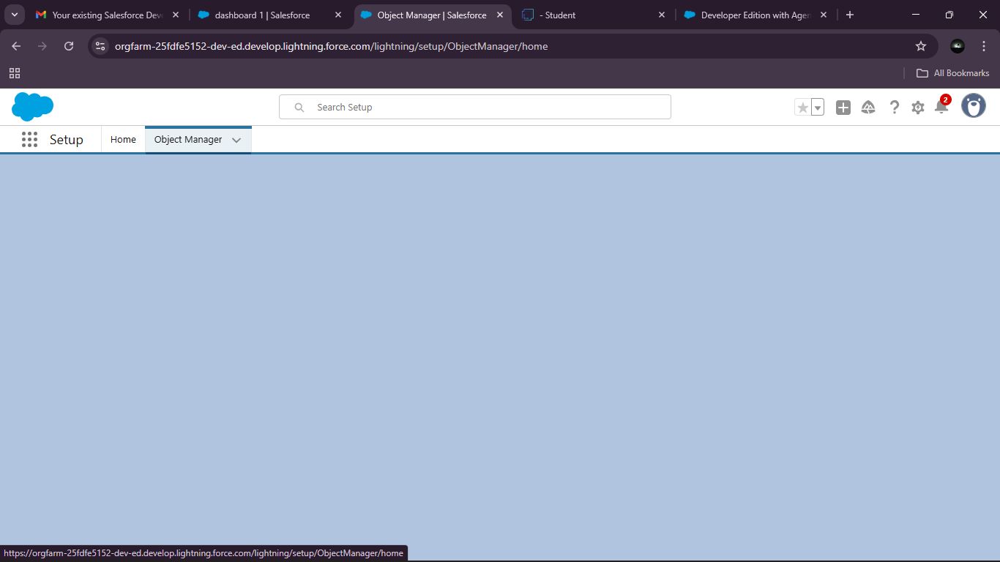 Your existing Salesforce Dev
dashboard 1 | Salesforce
Object Manager | Salesforce
- Student
Developer Edition with Agen
orgfarm-25fdfe5152-dev-ed.develop.lightning.force.com/lightning/setup/ObjectManager/home
All Bookmarks
Search Setup
2
Setup
Home
Object Manager
https://orgfarm-25fdfe5152-dev-ed.develop.lightning.force.com/lightning/setup/ObjectManager/home